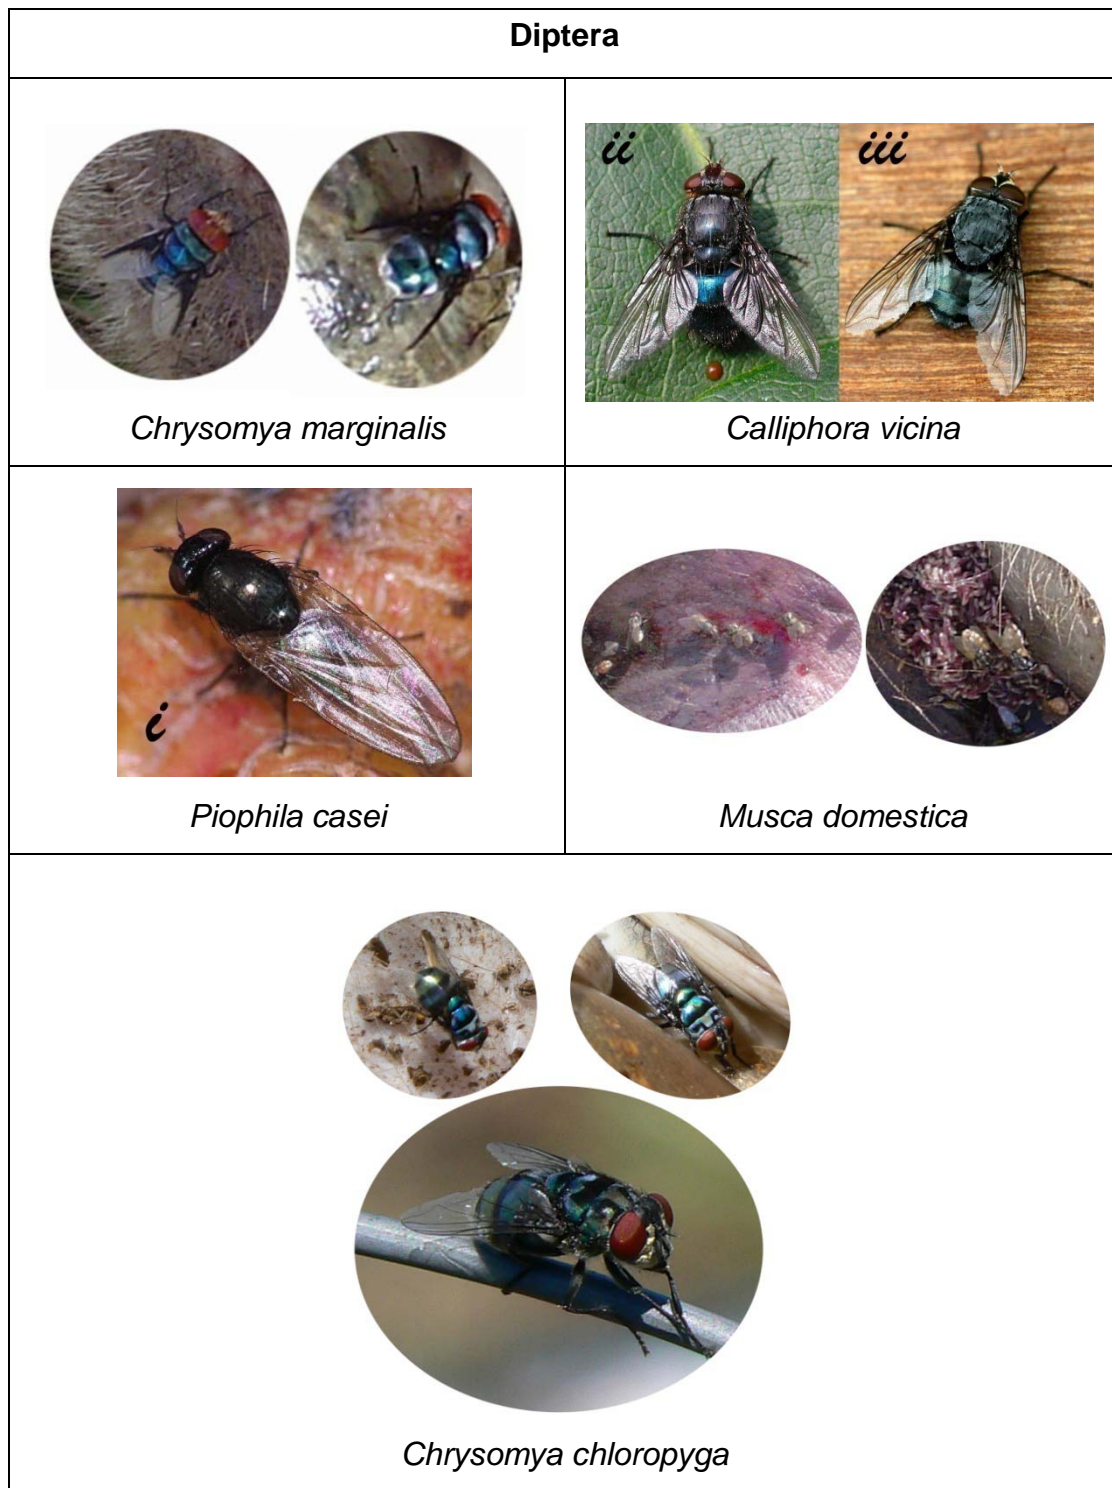 Diptera
ii
iii
Chrysomya marginalis
Calliphora vicina
i
Piophila casei
Musca domestica
Chrysomya chloropyga